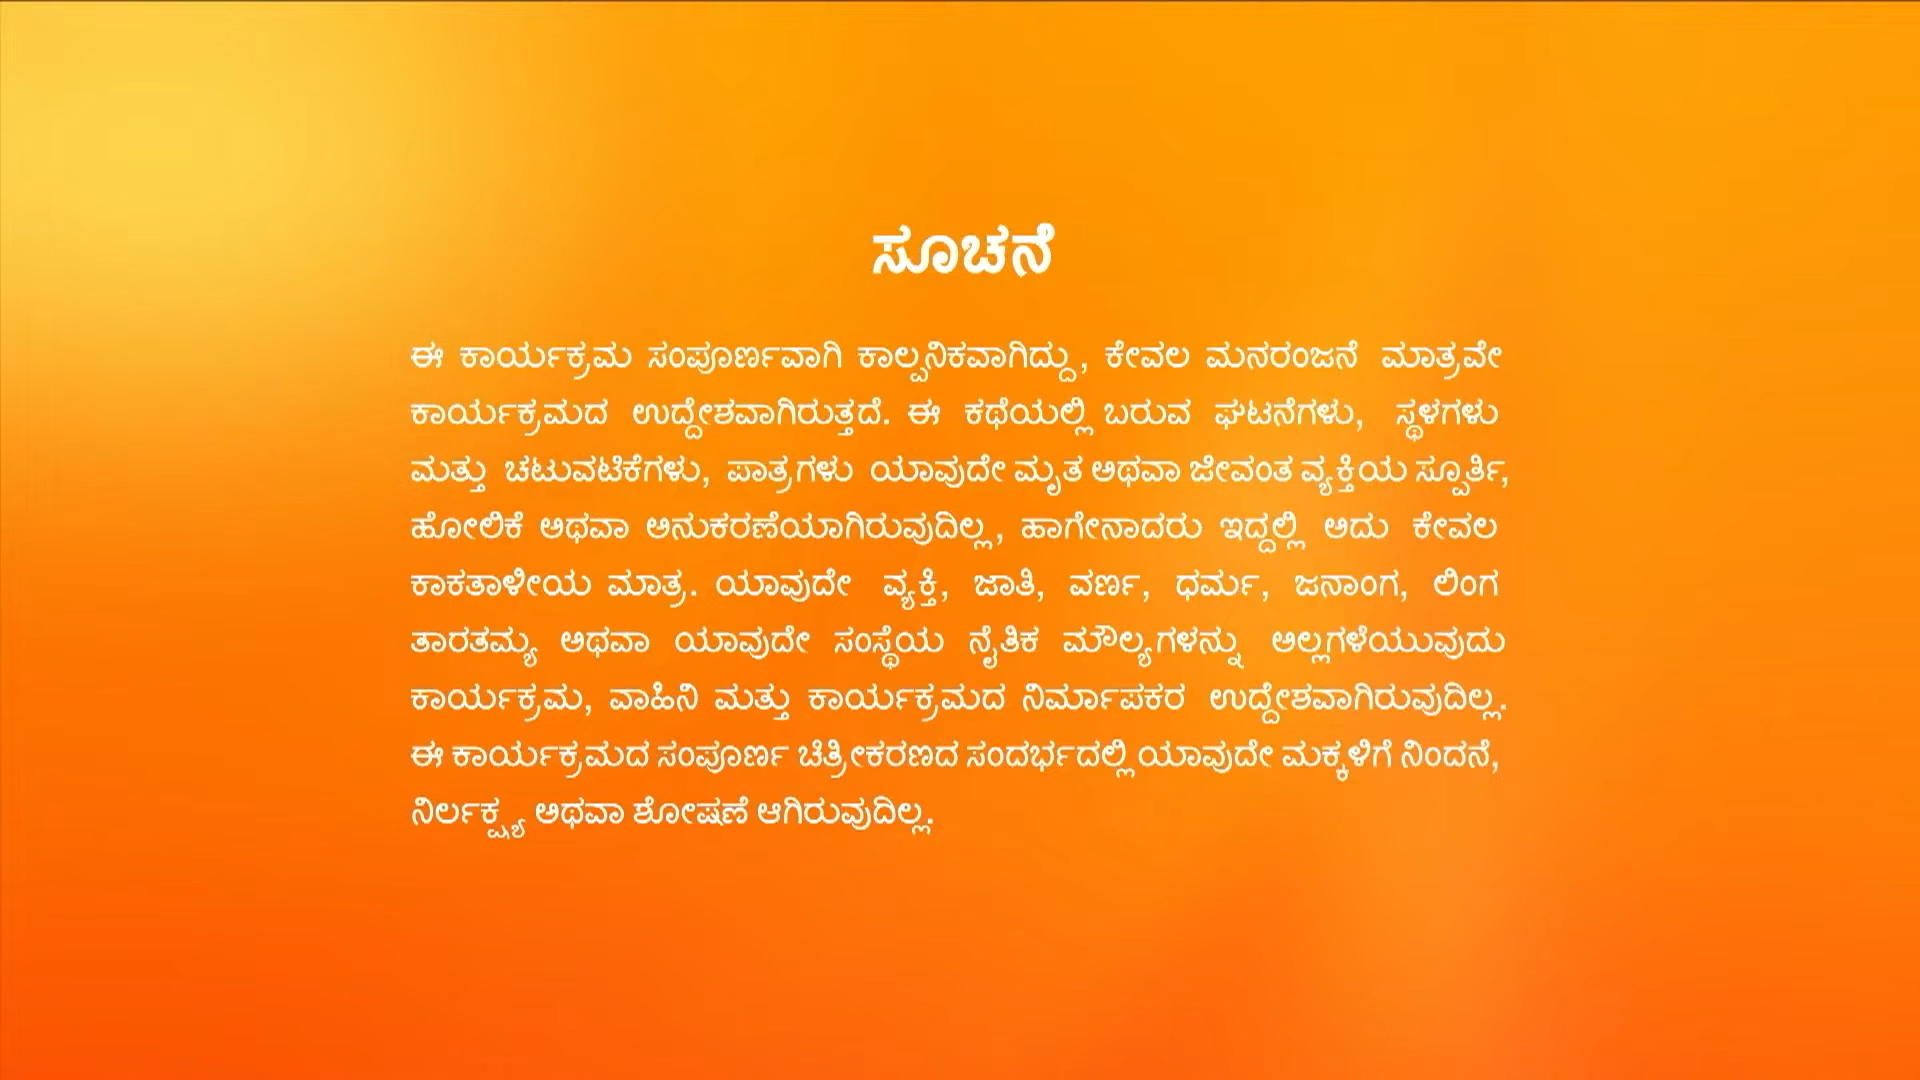 ಸೂಚನೆ
ಈ ಕಾರ್ಯಕ್ರಮ ಸಂಪೂರ್ಣವಾಗಿ ಕಾಲ್ಪನಿಕವಾಗಿದ್ದು, ಕೇವಲ ಮನರಂಜನೆ ಮಾತ್ರವೇ
ಕಾರ್ಯಕ್ರಮದ ಉದ್ದೇಶವಾಗಿರುತ್ತದೆ. ಈ ಕಥೆಯಲ್ಲಿ ಬರುವ ಘಟನೆಗಳು, ಸ್ಥಳಗಳು
ಮತ್ತು ಚಟುವಟಿಕೆಗಳು, ಪಾತ್ರಗಳು ಯಾವುದೇ ಮೃತ ಅಥವಾ ಜೀವಂತ ವ್ಯಕ್ತಿಯ ಸ್ಪೂರ್ತಿ,
ಹೋಲಿಕೆ ಅಥವಾ ಅನುಕರಣೆಯಾಗಿರುವುದಿಲ್ಲ, ಹಾಗೇನಾದರು ಇದ್ದಲ್ಲಿ ಅದು ಕೇವಲ
ಕಾಕತಾಳೀಯ ಮಾತ್ರ. ಯಾವುದೇ ವ್ಯಕ್ತಿ, ಜಾತಿ, ವರ್ಣ, ಧರ್ಮ, ಜನಾಂಗ, ಲಿಂಗ
ತಾರತಮ್ಯ ಅಥವಾ ಯಾವುದೇ ಸಂಸ್ಥೆಯ ನೈತಿಕ ಮೌಲ್ಯಗಳನ್ನು ಅಲ್ಲಗಳೆಯುವುದು
ಕಾರ್ಯಕ್ರಮ, ವಾಹಿನಿ ಮತ್ತು ಕಾರ್ಯಕ್ರಮದ ನಿರ್ಮಾಪಕರ ಉದ್ದೇಶವಾಗಿರುವುದಿಲ್ಲ.
ಈ ಕಾರ್ಯಕ್ರಮದ ಸಂಪೂರ್ಣ ಚಿತ್ರೀಕರಣದ ಸಂದರ್ಭದಲ್ಲಿ ಯಾವುದೇ ಮಕ್ಕಳಿಗೆ ನಿಂದನೆ,
ನಿರ್ಲಕ್ಷ್ಯ ಅಥವಾ ಶೋಷಣೆ ಆಗಿರುವುದಿಲ್ಲ.